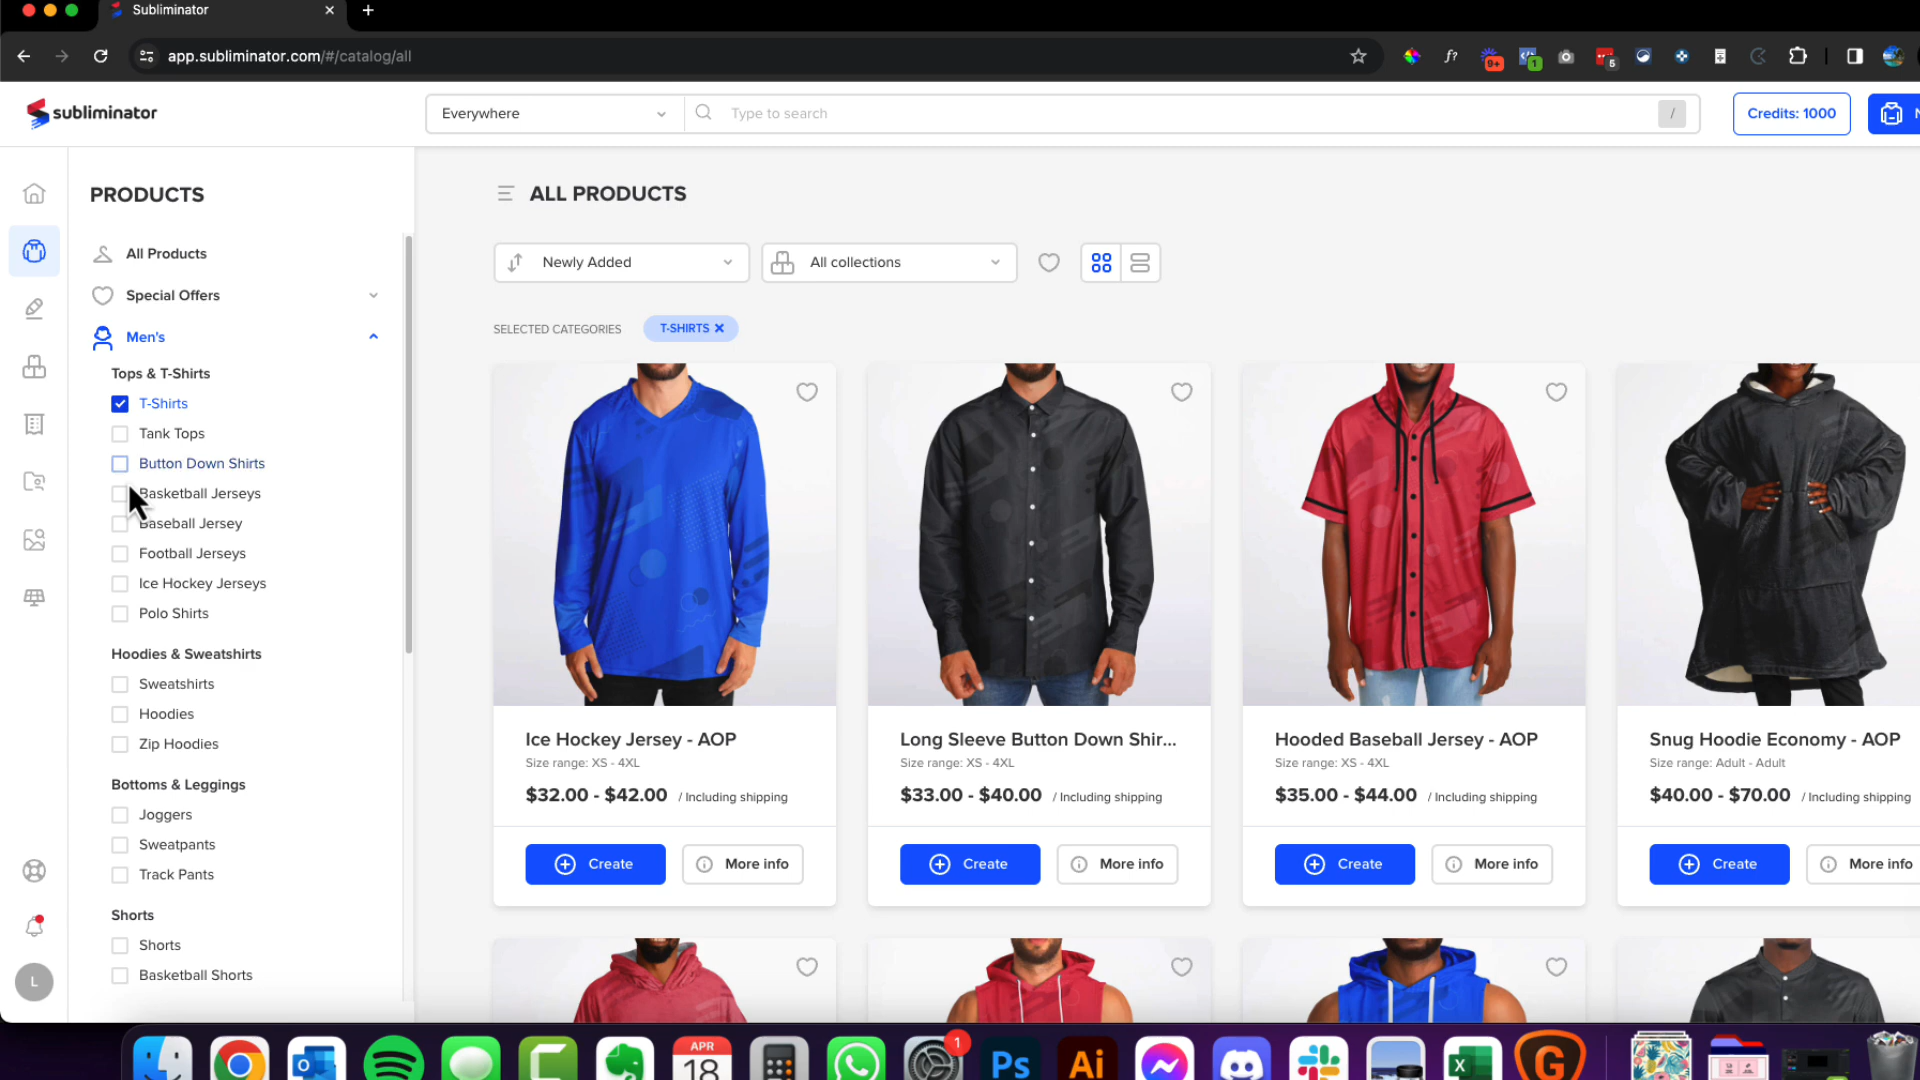 Subliminator
app.subliminator.com/#/catalog/all
f?
9+
1
5
subliminator
Everywhere
Type to search
/
Credits: 1000
PRODUCTS
All Products
Special Offers
Men's
Tops & T-Shirts
T-Shirts
Tank Tops
Button Down Shirts
Basketball Jerseys
Baseball Jersey
Football Jerseys
Ice Hockey Jerseys
Polo Shirts
Hoodies & Sweatshirts
Sweatshirts
Hoodies
Zip Hoodies
Bottoms & Leggings
Joggers
Sweatpants
Track Pants
Shorts
Shorts
Basketball Shorts
L
ALL PRODUCTS
Newly Added
All collections
SELECTED CATEGORIES
T-SHIRTS
Ice Hockey Jersey - AOP
Size range: XS - 4XL
$32.00 - $42.00 / Including shipping
Create
More info
Long Sleeve Button Down Shir...
Size range: XS - 4XL
$33.00 - $40.00 / Including shipping
Create
More info
Hooded Baseball Jersey - AOP
Size range: XS - 4XL
$35.00 - $44.00 / Including shipping
Create
More info
Snug Hoodie Economy - AOP
Size range: Adult - Adult
$40.00 - $70.00 / Including shipping
Create
More info
APR
18
1
Ps
Ai